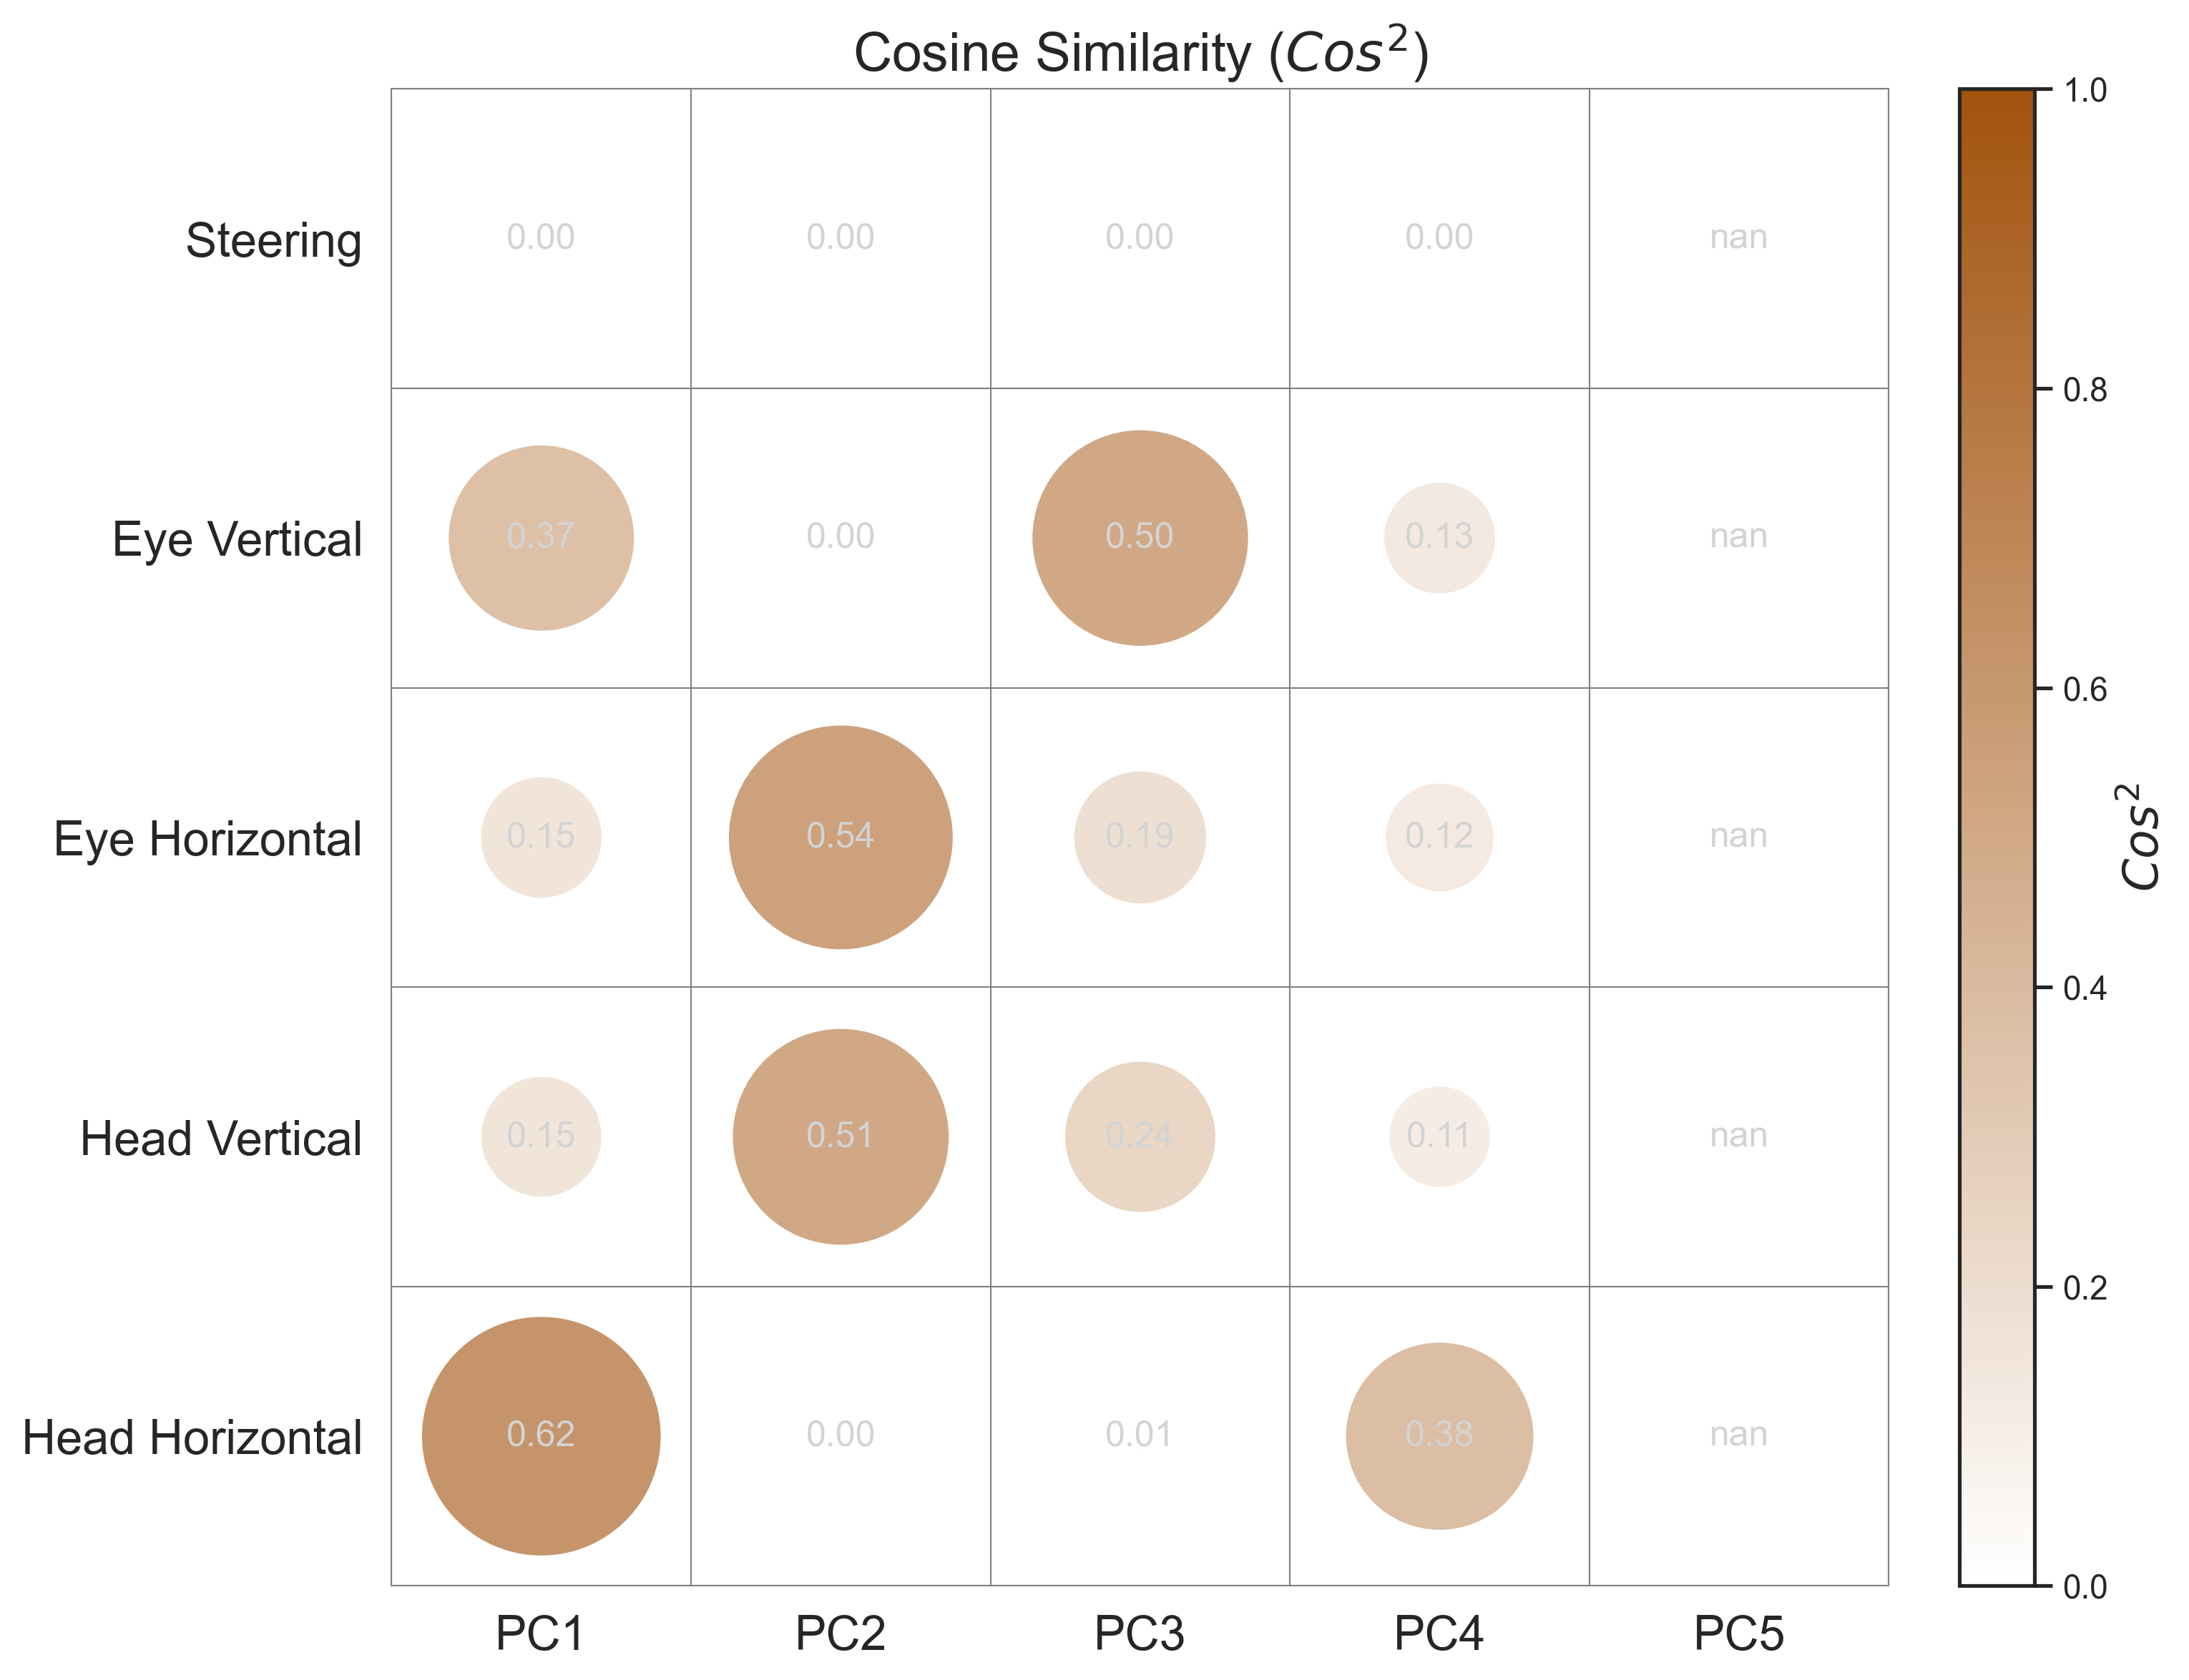 Cosine Similarity (Cos²)
Steering 0.00 0.00 0.00 0.00 nan
Eye Vertical 0.37 0.00 0.50 0.13 nan
Eye Horizontal 0.15 0.54 0.19 0.12 nan
Head Vertical 0.15 0.51 0.24 0.11 nan
Head Horizontal 0.62 0.00 0.01 0.38 nan
PC1 PC2 PC3 PC4 PC5
1.0
0.8
0.6
0.4
0.2
0.0
Cos²